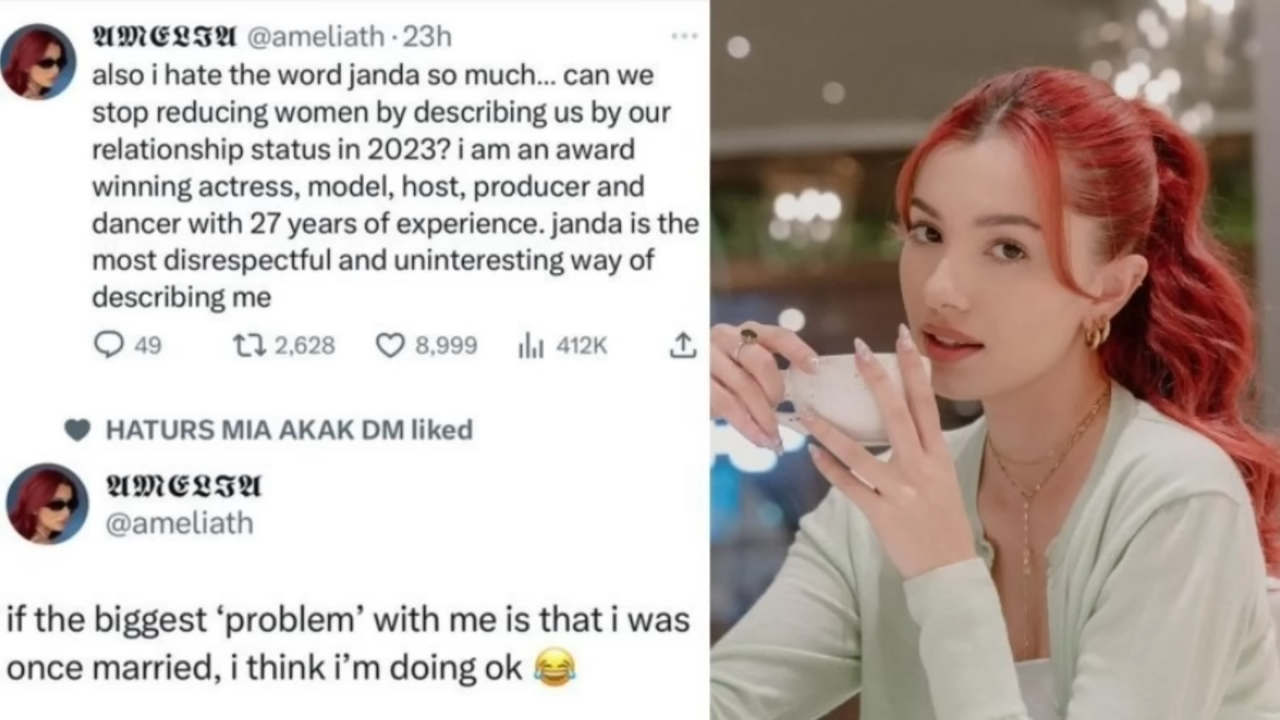 𝕬𝕸𝕰𝕷𝕴𝕬 @ameliath · 23h
also i hate the word janda so much... can we
stop reducing women by describing us by our
relationship status in 2023? i am an award
winning actress, model, host, producer and
dancer with 27 years of experience. janda is the
most disrespectful and uninteresting way of
describing me
49 2,628 8,999 412K
HATURS MIA AKAK DM liked
𝕬𝕸𝕰𝕷𝕴𝕬
@ameliath
if the biggest ‘problem’ with me is that i was
once married, i think i’m doing ok 😂